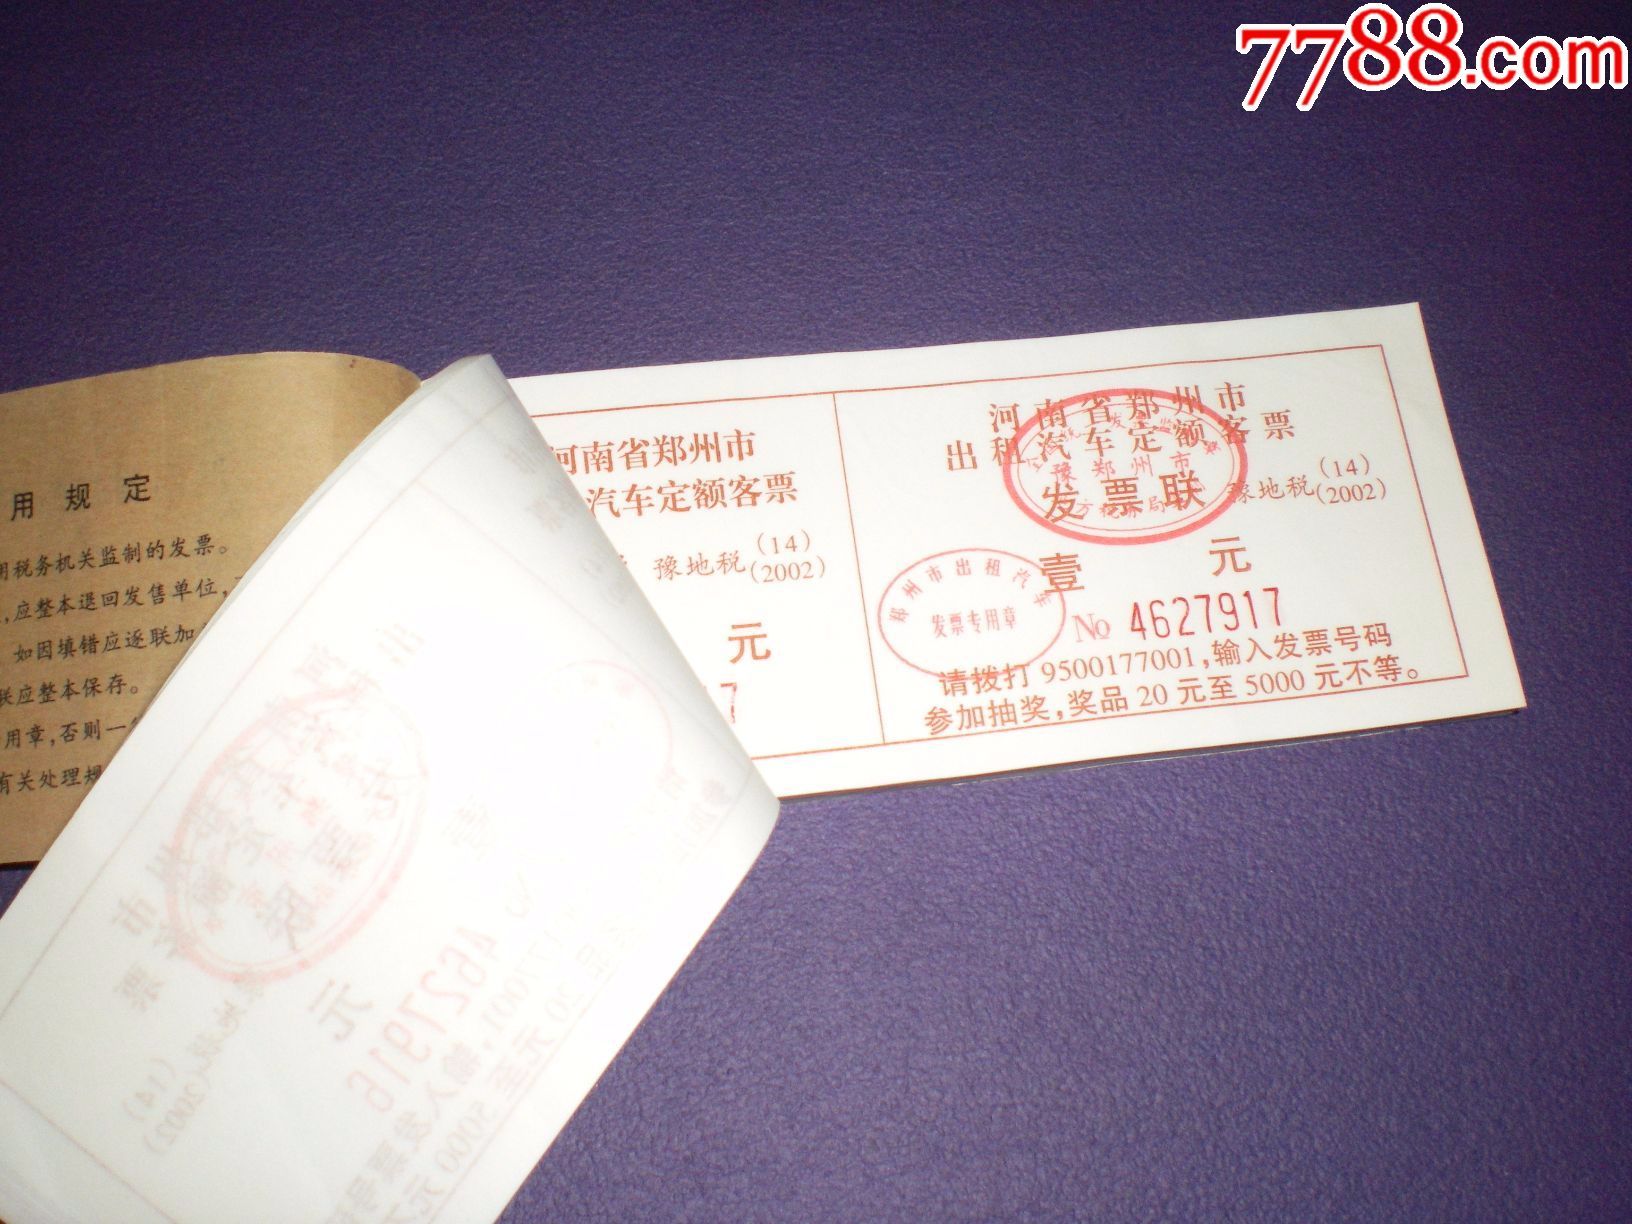 7788.com
用规定
用税务机关监制的发票。
应整本退回发售单位,
如因填错应逐联加
联应整本保存。
用章,否则一
有关处理规
河南省郑州市
汽车定额客票
豫地税(14)(2002)
元
7
河南省郑州市
出租汽车定额客票
发票联
豫地税(14)(2002)
豫郑州市
壹元
郑州市出租汽车
发票专用章
№ 4627917
请拨打9500177001,输入发票号码
参加抽奖,奖品20元至5000元不等。
元
4627916